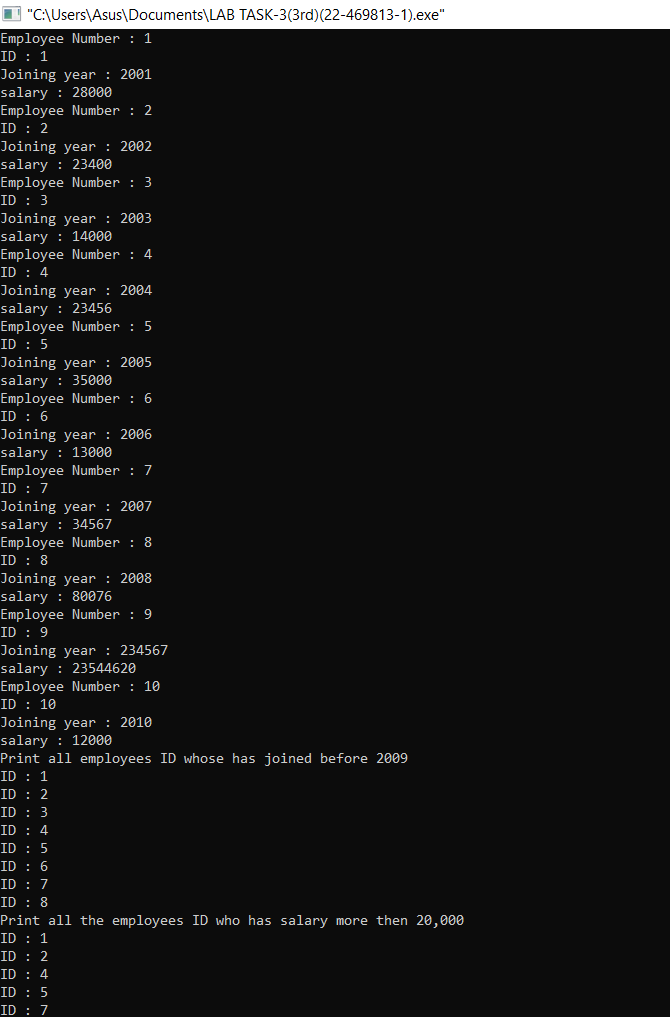 "C:\Users\Asus\Documents\LAB TASK-3(3rd)(22-469813-1).exe"
Employee Number : 1
ID : 1
Joining year : 2001
salary : 28000
Employee Number : 2
ID : 2
Joining year : 2002
salary : 23400
Employee Number : 3
ID : 3
Joining year : 2003
salary : 14000
Employee Number : 4
ID : 4
Joining year : 2004
salary : 23456
Employee Number : 5
ID : 5
Joining year : 2005
salary : 35000
Employee Number : 6
ID : 6
Joining year : 2006
salary : 13000
Employee Number : 7
ID : 7
Joining year : 2007
salary : 34567
Employee Number : 8
ID : 8
Joining year : 2008
salary : 80076
Employee Number : 9
ID : 9
Joining year : 234567
salary : 23544620
Employee Number : 10
ID : 10
Joining year : 2010
salary : 12000
Print all employees ID whose has joined before 2009
ID : 1
ID : 2
ID : 3
ID : 4
ID : 5
ID : 6
ID : 7
ID : 8
Print all the employees ID who has salary more then 20,000
ID : 1
ID : 2
ID : 4
ID : 5
ID : 7